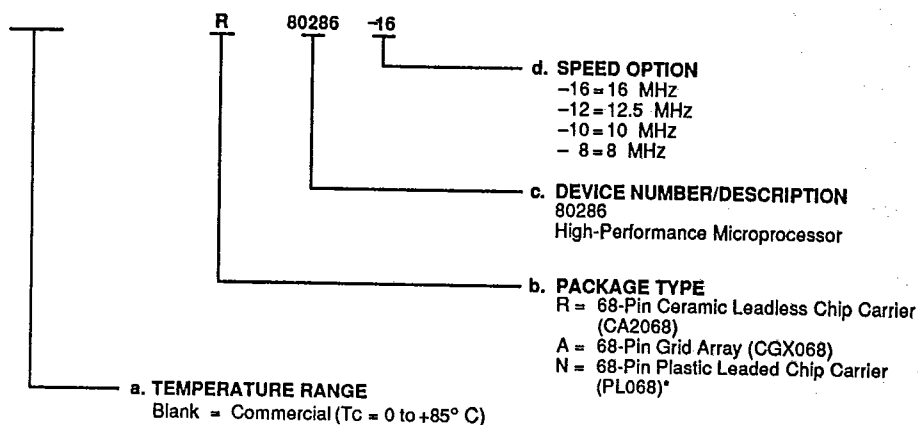 R 80286 –16
d. SPEED OPTION
–16=16 MHz
–12=12.5 MHz
–10=10 MHz
– 8=8 MHz
c. DEVICE NUMBER/DESCRIPTION
80286
High-Performance Microprocessor
b. PACKAGE TYPE
R = 68-Pin Ceramic Leadless Chip Carrier
(CA2068)
A = 68-Pin Grid Array (CGX068)
N = 68-Pin Plastic Leaded Chip Carrier
(PL068)*
a. TEMPERATURE RANGE
Blank = Commercial (Tc = 0 to +85° C)